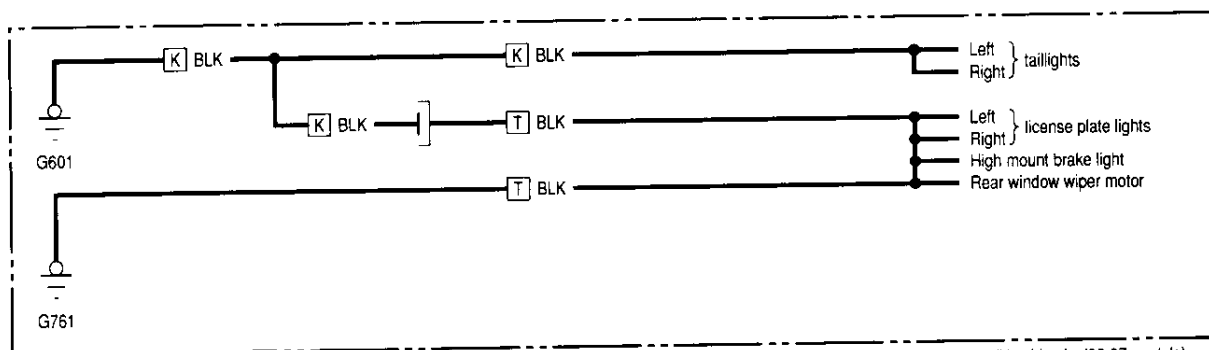 K BLK K BLK Left
Right taillights
K BLK T BLK Left
Right license plate lights
G601
High mount brake light
T BLK Rear window wiper motor
G761